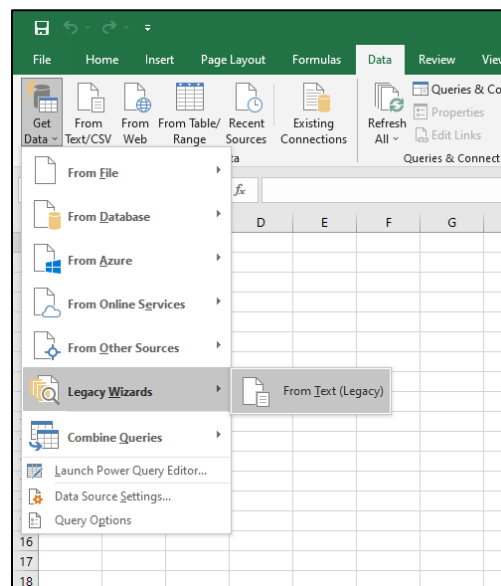 File Home Insert Page Layout Formulas Data Review View
Get Data From Text/CSV From Web From Table/ Range Recent Sources Existing Connections Refresh All Queries & Co
Properties
Edit Links
ta Queries & Connect
From File
fx
From Database
D E F G
From Azure
From Online Services
From Other Sources
Legacy Wizards From Text (Legacy)
Combine Queries
Launch Power Query Editor...
Data Source Settings...
Query Options
16
17
18